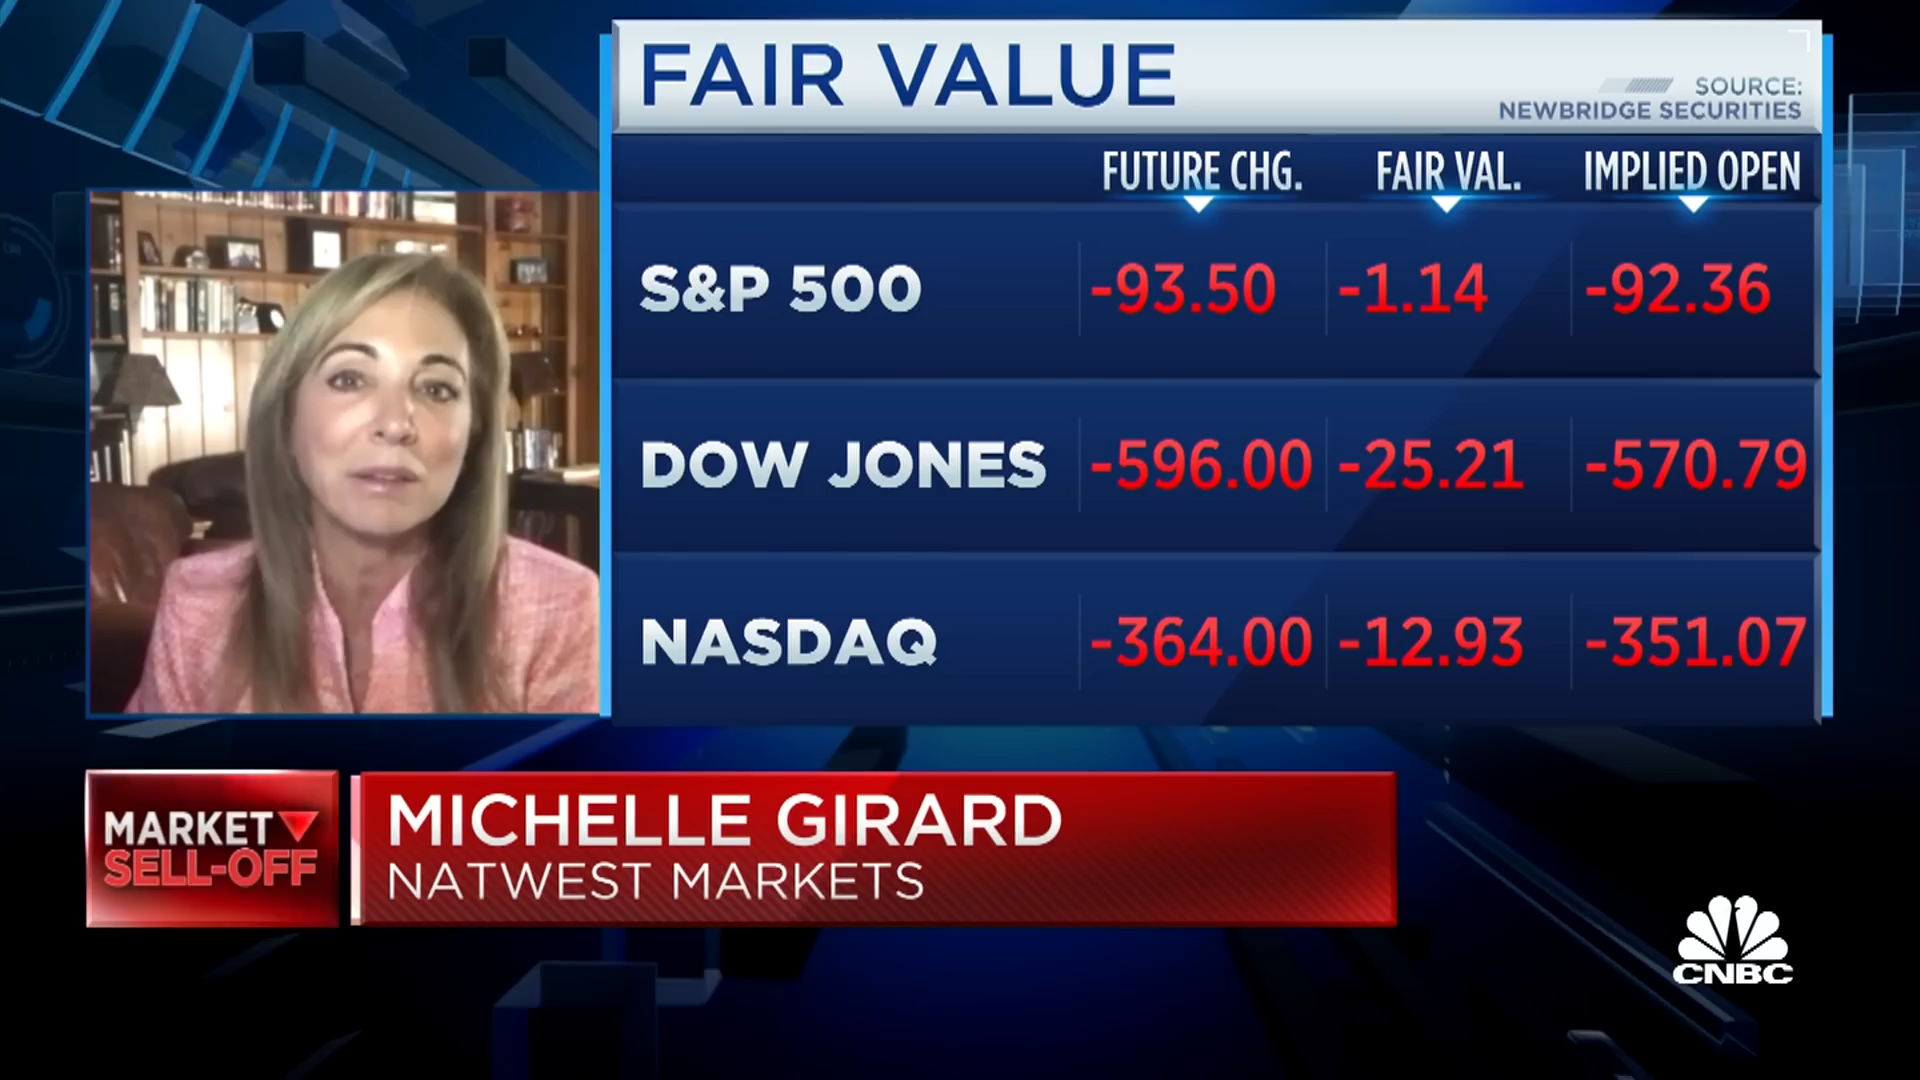 FAIR VALUE
SOURCE:
NEWBRIDGE SECURITIES
FUTURE CHG. FAIR VAL. IMPLIED OPEN
S&P 500 -93.50 -1.14 -92.36
DOW JONES -596.00 -25.21 -570.79
NASDAQ -364.00 -12.93 -351.07
MARKET
SELL-OFF
MICHELLE GIRARD
NATWEST MARKETS
CNBC